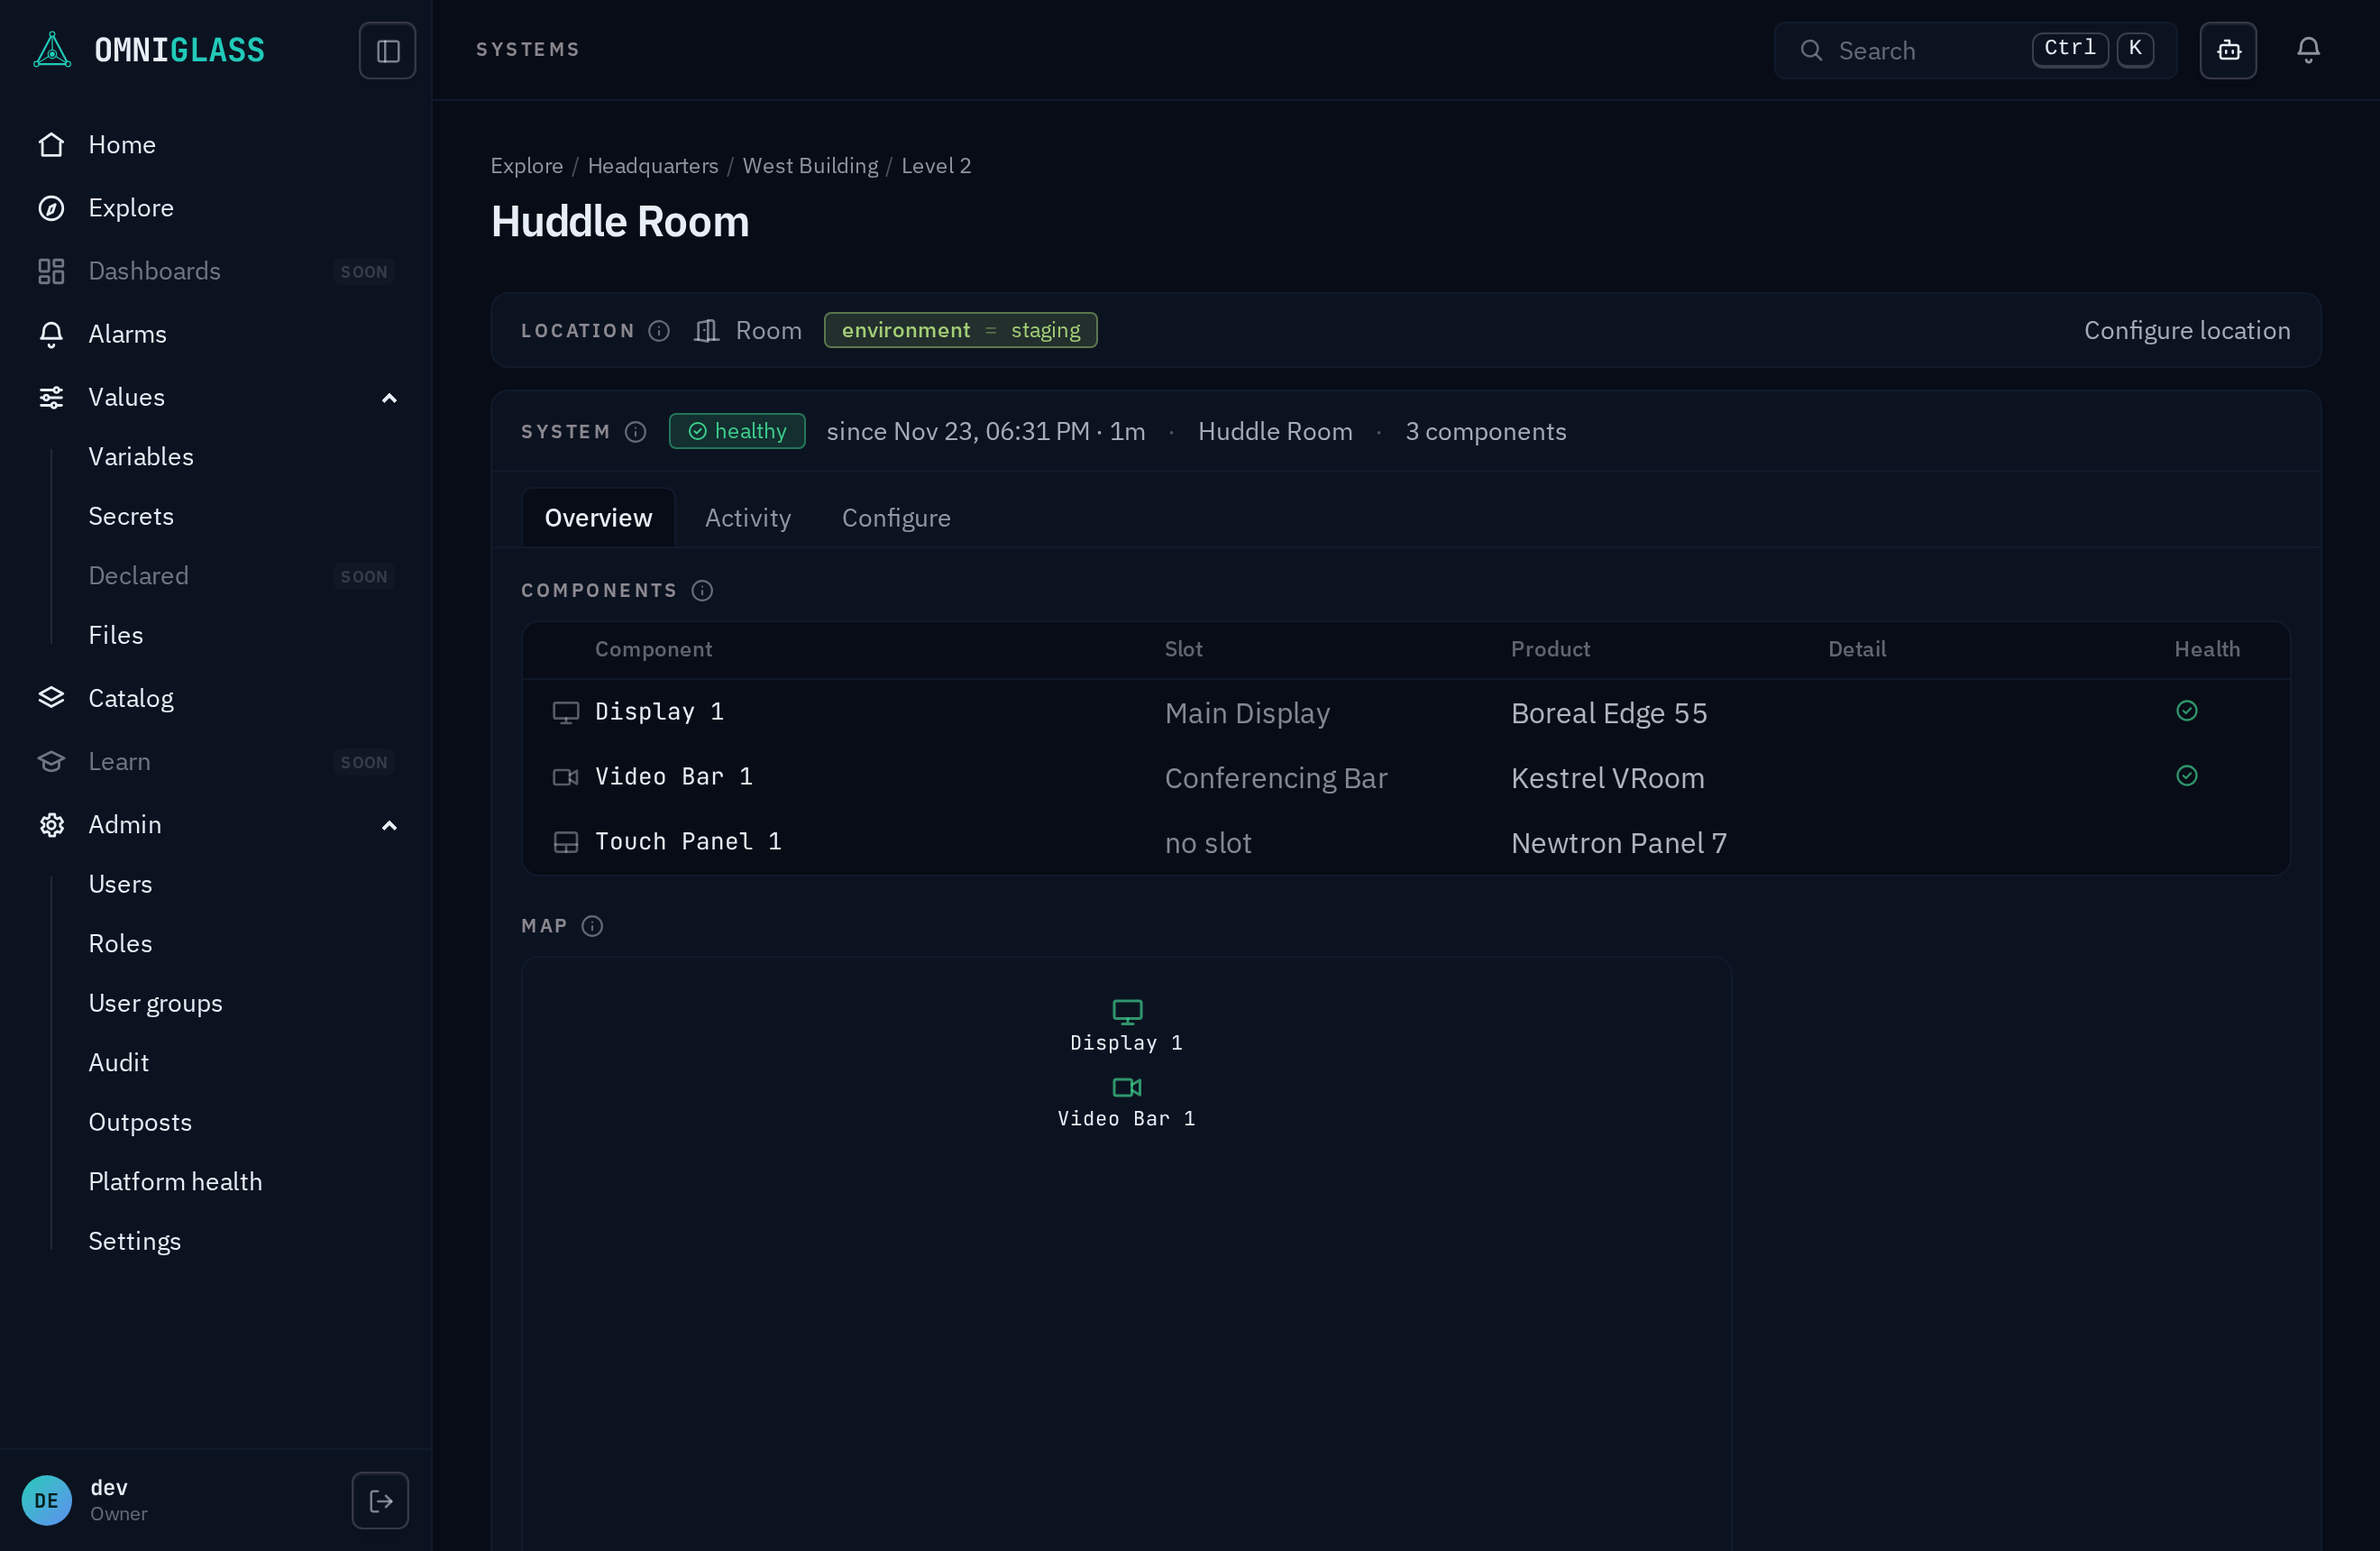 OMNIGLASS
SYSTEMS
Search Ctrl K
Home
Explore
Dashboards SOON
Alarms
Values
Variables
Secrets
Declared SOON
Files
Catalog
Learn SOON
Admin
Users
Roles
User groups
Audit
Outposts
Platform health
Settings
DE dev
Owner
Explore / Headquarters / West Building / Level 2
Huddle Room
LOCATION Room environment = staging Configure location
SYSTEM healthy since Nov 23, 06:31 PM · 1m · Huddle Room · 3 components
Overview Activity Configure
COMPONENTS
Component Slot Product Detail Health
Display 1 Main Display Boreal Edge 55
Video Bar 1 Conferencing Bar Kestrel VRoom
Touch Panel 1 no slot Newtron Panel 7
MAP
Display 1
Video Bar 1